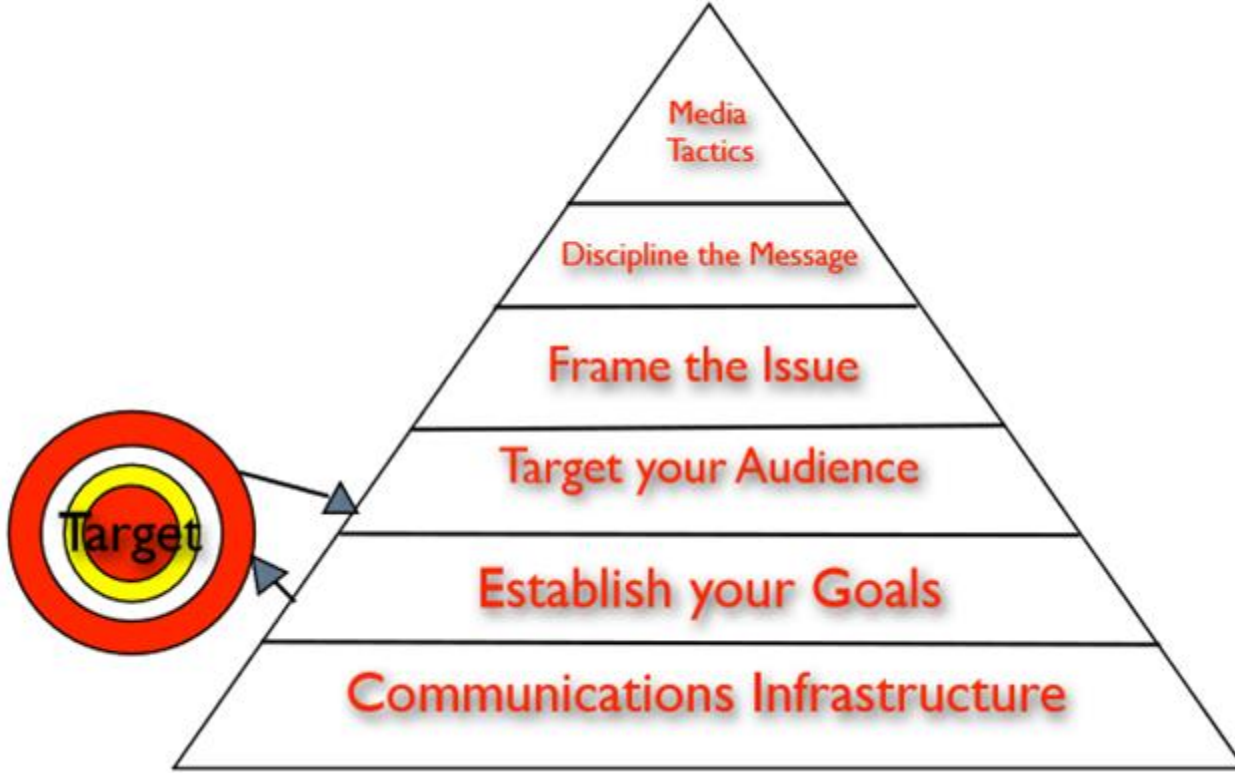 Media
Tactics
Discipline the Message
Frame the Issue
Target your Audience
Target
Establish your Goals
Communications Infrastructure